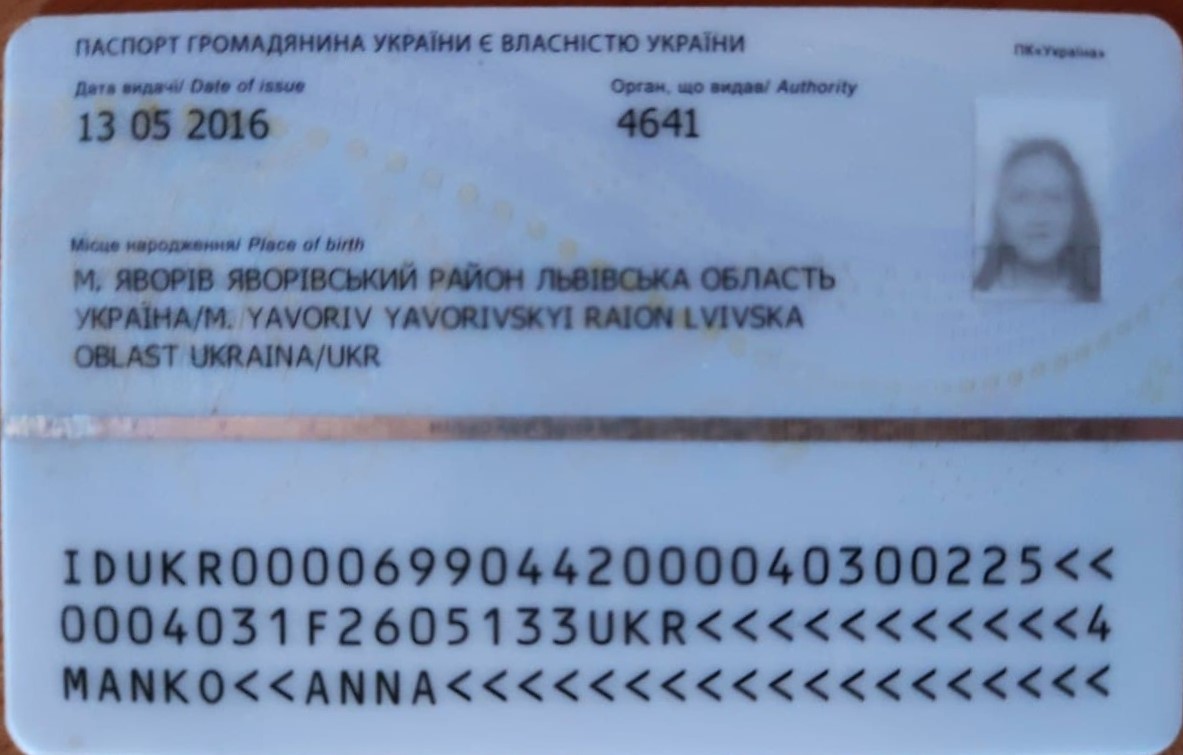 ПАСПОРТ ГРОМАДЯНИНА УКРАЇНИ Є ВЛАСНІСТЮ УКРАЇНИ
ПК«Україна»
Дата видачі/ Date of issue
Орган, що видав/ Authority
13 05 2016
4641
Місце народження/ Place of birth
М. ЯВОРІВ ЯВОРІВСЬКИЙ РАЙОН ЛЬВІВСЬКА ОБЛАСТЬ
УКРАЇНА/M. YAVORIV YAVORIVSKYI RAION LVIVSKA
OBLAST UKRAINA/UKR
IDUKR0000699044200004030​0225<<
0004031F2605133UKR<<<<<<<<<<<4
MANKO<<ANNA<<<<<<<<<<<<<<<<<<<